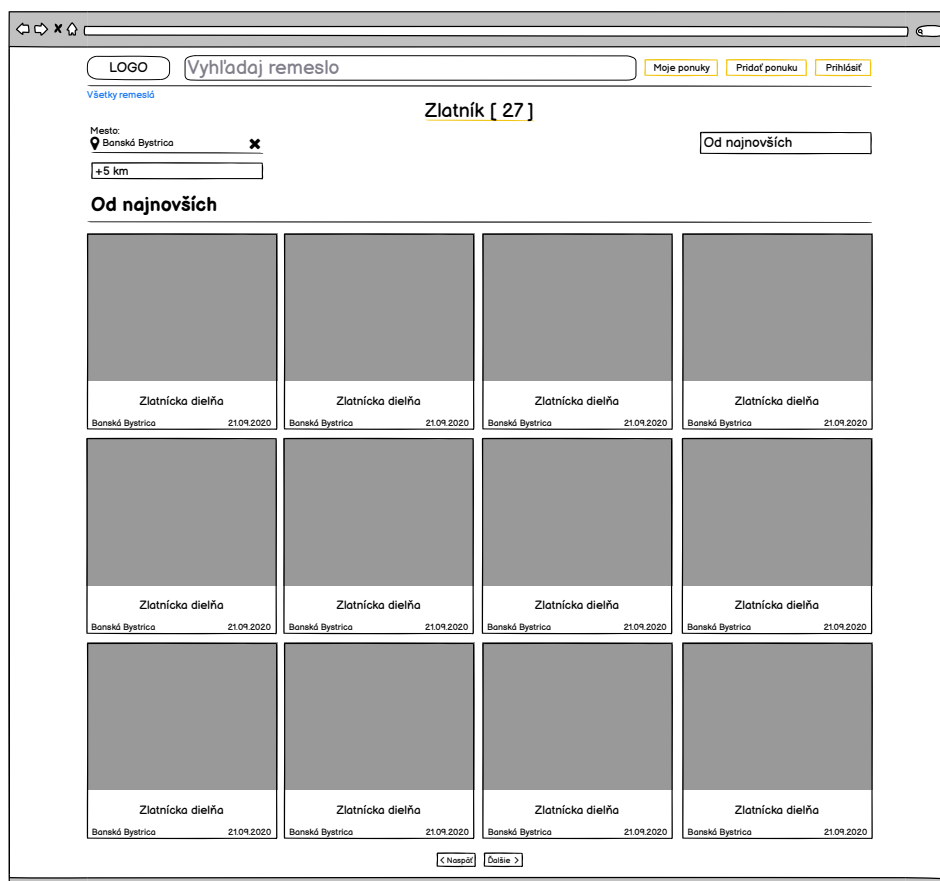 LOGO Vyhľadaj remeslo Moje ponuky Pridať ponuku Prihlásiť
Všetky remeslá
Zlatník [ 27 ]
Mesto:
Banská Bystrica
Od najnovších
+5 km
Od najnovších
Zlatnícka dielňa Zlatnícka dielňa Zlatnícka dielňa Zlatnícka dielňa
Banská Bystrica 21.09.2020 Banská Bystrica 21.09.2020 Banská Bystrica 21.09.2020 Banská Bystrica 21.09.2020
Zlatnícka dielňa Zlatnícka dielňa Zlatnícka dielňa Zlatnícka dielňa
Banská Bystrica 21.09.2020 Banská Bystrica 21.09.2020 Banská Bystrica 21.09.2020 Banská Bystrica 21.09.2020
Zlatnícka dielňa Zlatnícka dielňa Zlatnícka dielňa Zlatnícka dielňa
Banská Bystrica 21.09.2020 Banská Bystrica 21.09.2020 Banská Bystrica 21.09.2020 Banská Bystrica 21.09.2020
< Naspäť Ďalšie >